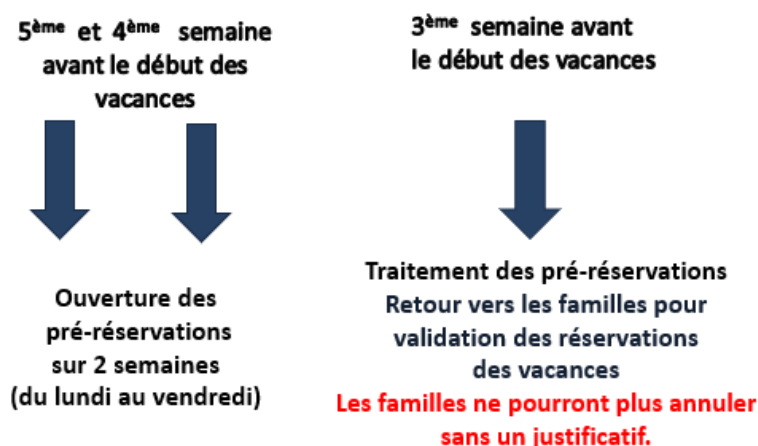 5ème et 4ème semaine
avant le début des
vacances
3ème semaine avant
le début des vacances
Ouverture des
pré-réservations
sur 2 semaines
(du lundi au vendredi)
Traitement des pré-réservations
Retour vers les familles pour
validation des réservations
des vacances
Les familles ne pourront plus annuler
sans un justificatif.